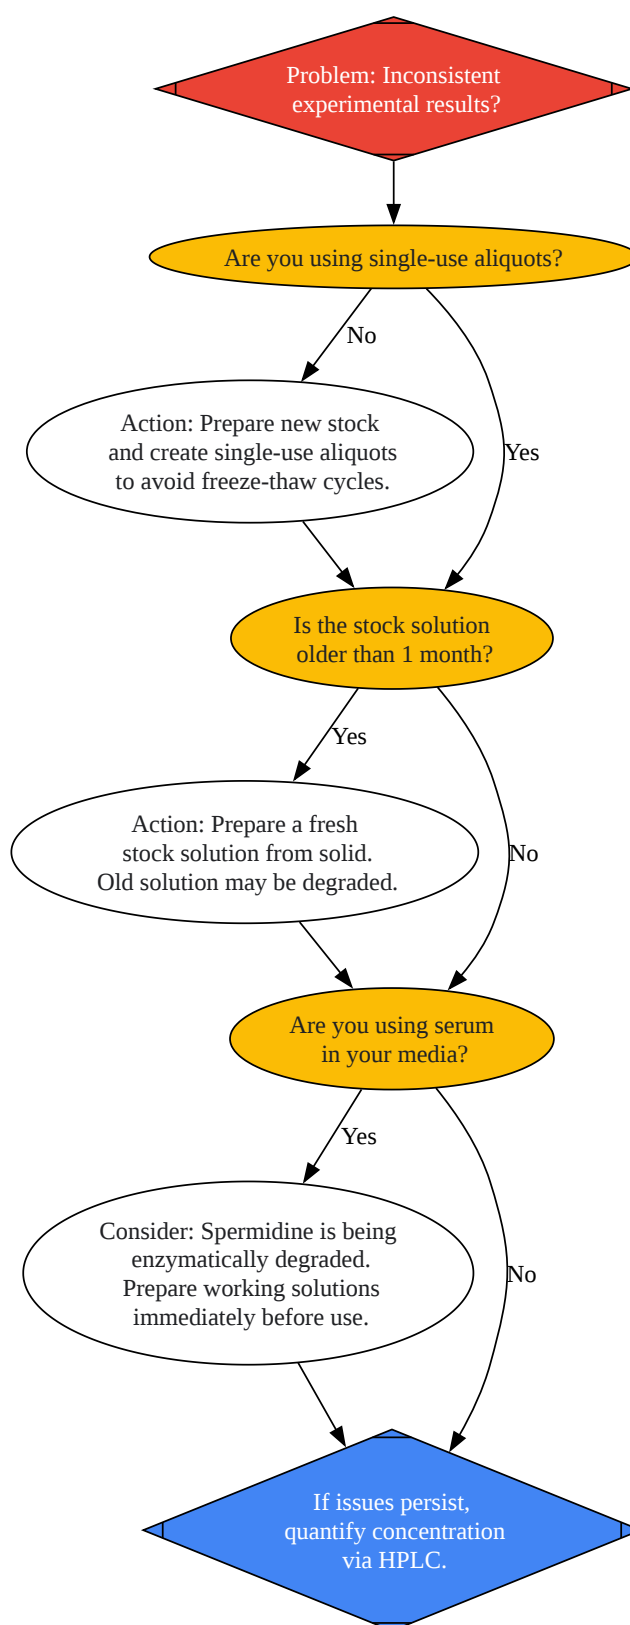 Problem: Inconsistent
experimental results?
Are you using single-use aliquots?
No
Action: Prepare new stock
and create single-use aliquots
to avoid freeze-thaw cycles.
Yes
Is the stock solution
older than 1 month?
Yes
Action: Prepare a fresh
stock solution from solid.
Old solution may be degraded.
No
Are you using serum
in your media?
Yes
Consider: Spermidine is being
enzymatically degraded.
Prepare working solutions
immediately before use.
No
If issues persist,
quantify concentration
via HPLC.